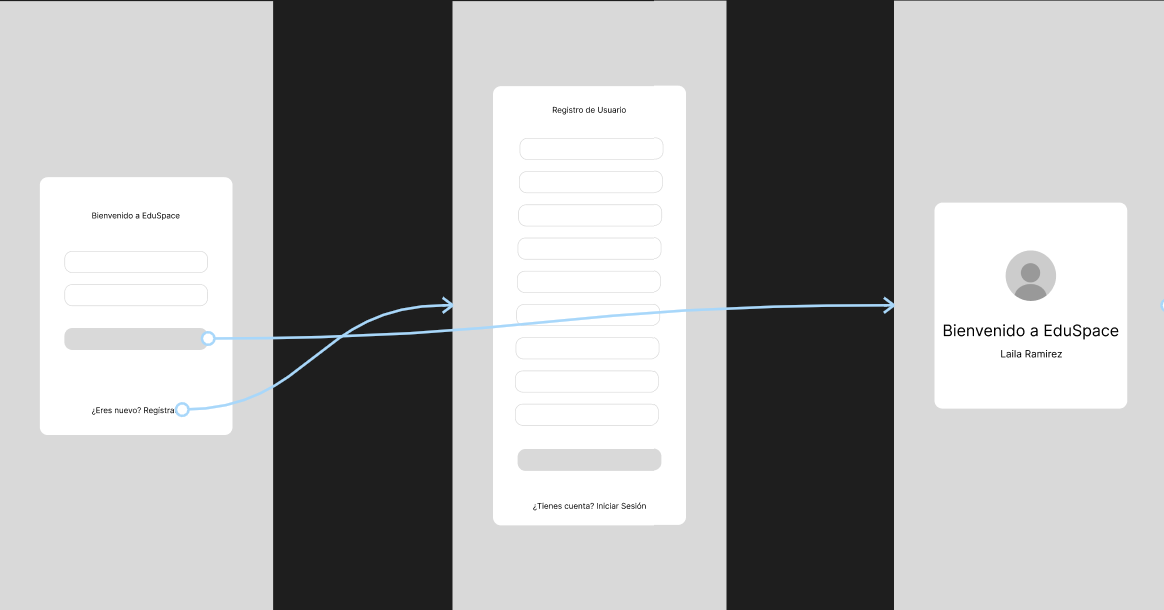 Bienvenido a EduSpace
¿Eres nuevo? Registra
Registro de Usuario
¿Tienes cuenta? Iniciar Sesión
Bienvenido a EduSpace
Laila Ramirez